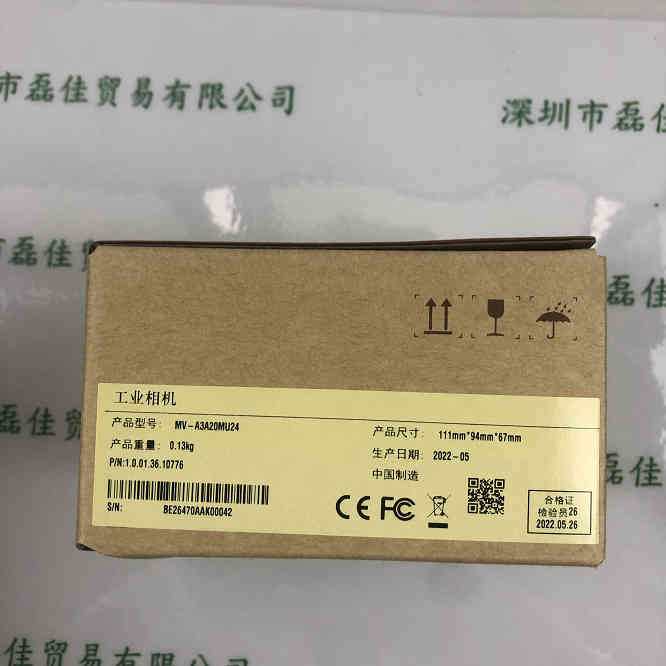 市磊佳贸易有限公司
深圳市磊佳
市磊佳贸
磊佳
工业相机
产品型号: MV-A3A20MU24
产品尺寸: 111mm*94mm*67mm
产品重量: 0.13kg
生产日期: 2022-05
P/N:1.0.01.36.10776
中国制造
S/N: BE26470AAK00042
CE FC
合格证
检验员26
2022.05.26
佳贸易有限公司